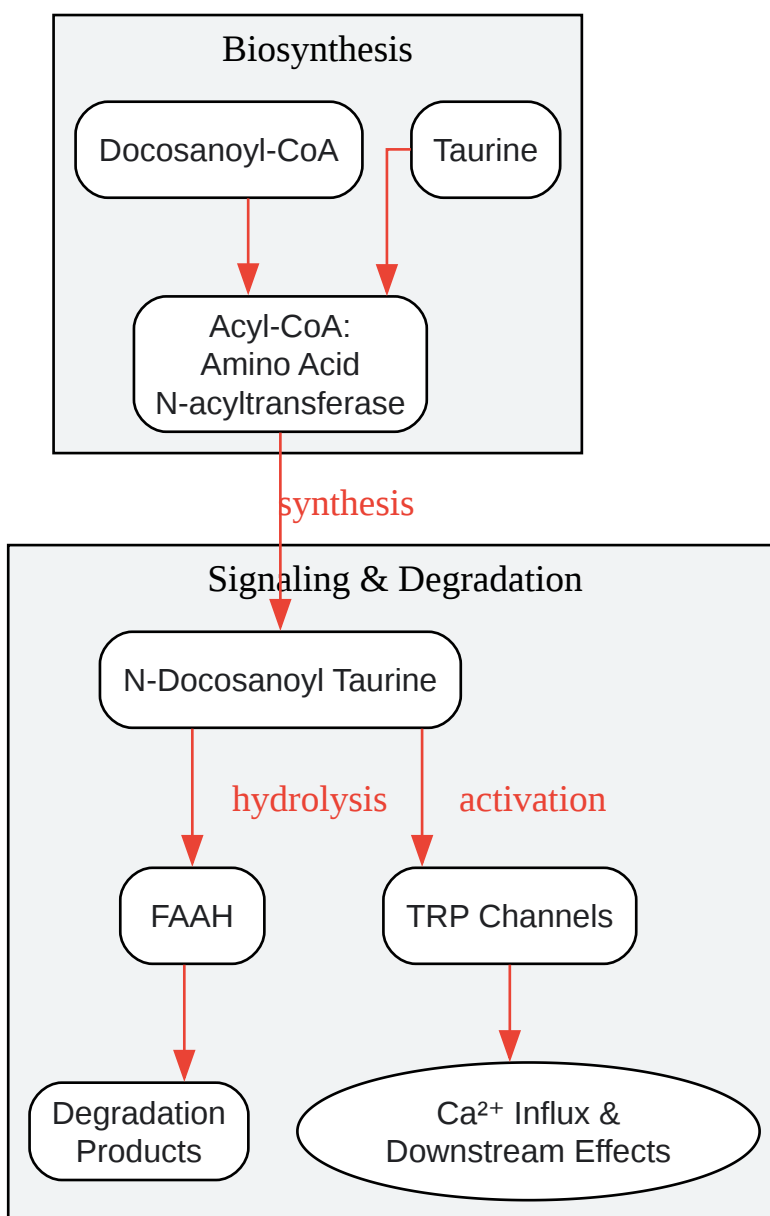 Biosynthesis
Docosanoyl-CoA
Taurine
Acyl-CoA:
Amino Acid
N-acyltransferase
synthesis
Signaling & Degradation
N-Docosanoyl Taurine
hydrolysis
activation
FAAH
TRP Channels
Degradation
Products
Ca²⁺ Influx &
Downstream Effects